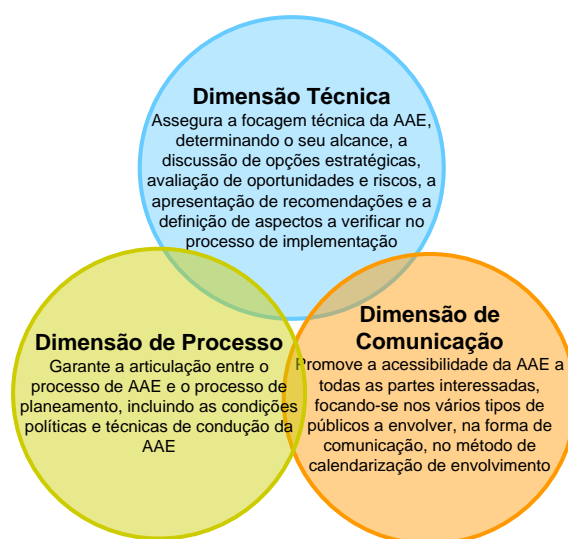 Dimensão Técnica
Assegura a focagem técnica da AAE,
determinando o seu alcance, a
discussão de opções estratégicas,
avaliação de oportunidades e riscos, a
apresentação de recomendações e a
definição de aspectos a verificar no
processo de implementação
Dimensão de Processo
Garante a articulação entre o
processo de AAE e o processo de
planeamento, incluindo as condições
políticas e técnicas de condução da
AAE
Dimensão de
Comunicação
Promove a acessibilidade da AAE a
todas as partes interessadas,
focando-se nos vários tipos de
públicos a envolver, na forma de
comunicação, no método de
calendarização de envolvimento